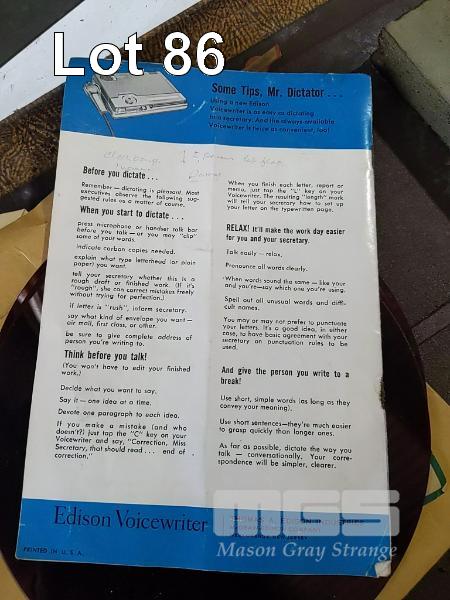 Lot 86
Some Tips, Mr. Dictator...
Using a new Edison
Voicewriter is as easy as dictating
to a secretary. And the always-available
Voicewriter is twice as convenient, too!
Before you dictate...
Remember—dictating is pleasant. Most
executives observe the following sug-
gested rules as a matter of course.
When you start to dictate...
press microphone or handset talk bar
before you talk—or you may "clip"
some of your words.
indicate carbon copies needed.
explain what type letterhead (or plain
paper) you want.
tell your secretary whether this is a
rough draft or finished work. (If it's
"rough", she can correct mistakes freely
without trying for perfection.)
if letter is "rush", inform secretary.
say what kind of envelope you want—
air mail, first class, or other.
be sure to give complete address of
person you're writing to.
Think before you talk!
(You won't have to edit your finished
work.)
Decide what you want to say.
Say it—one idea at a time.
Devote one paragraph to each idea.
If you make a mistake (and who
doesn't?) just tap the "C" key on your
Voicewriter and say, "Correction, Miss
Secretary, that should read... end of
correction."
When you finish each letter, report or
memo, just tap the "L" key on your
Voicewriter. The resulting "length" mark
will tell your secretary how to set up
your letter on the typewritten page.
RELAX! It'll make the work day easier
for you and your secretary.
Talk easily—relax.
Pronounce all words clearly.
When words sound the same—like your
and you're—say which one you're using.
Spell out all unusual words and diffi-
cult names.
You may or may not prefer to punctuate
your letters. It's a good idea, in either
case, to have basic agreement with your
secretary on punctuation rules to be
used.
And give the person you write to a
break!
Use short, simple words (as long as they
convey your meaning).
Use short sentences—they're much easier
to grasp quickly than longer ones.
As far as possible, dictate the way you
talk—conversationally. Your corre-
spondence will be simpler, clearer.
Edison Voicewriter
THOMAS A. EDISON INDUSTRIES
MGS
Mason Gray Strange
PRINTED IN U.S.A.